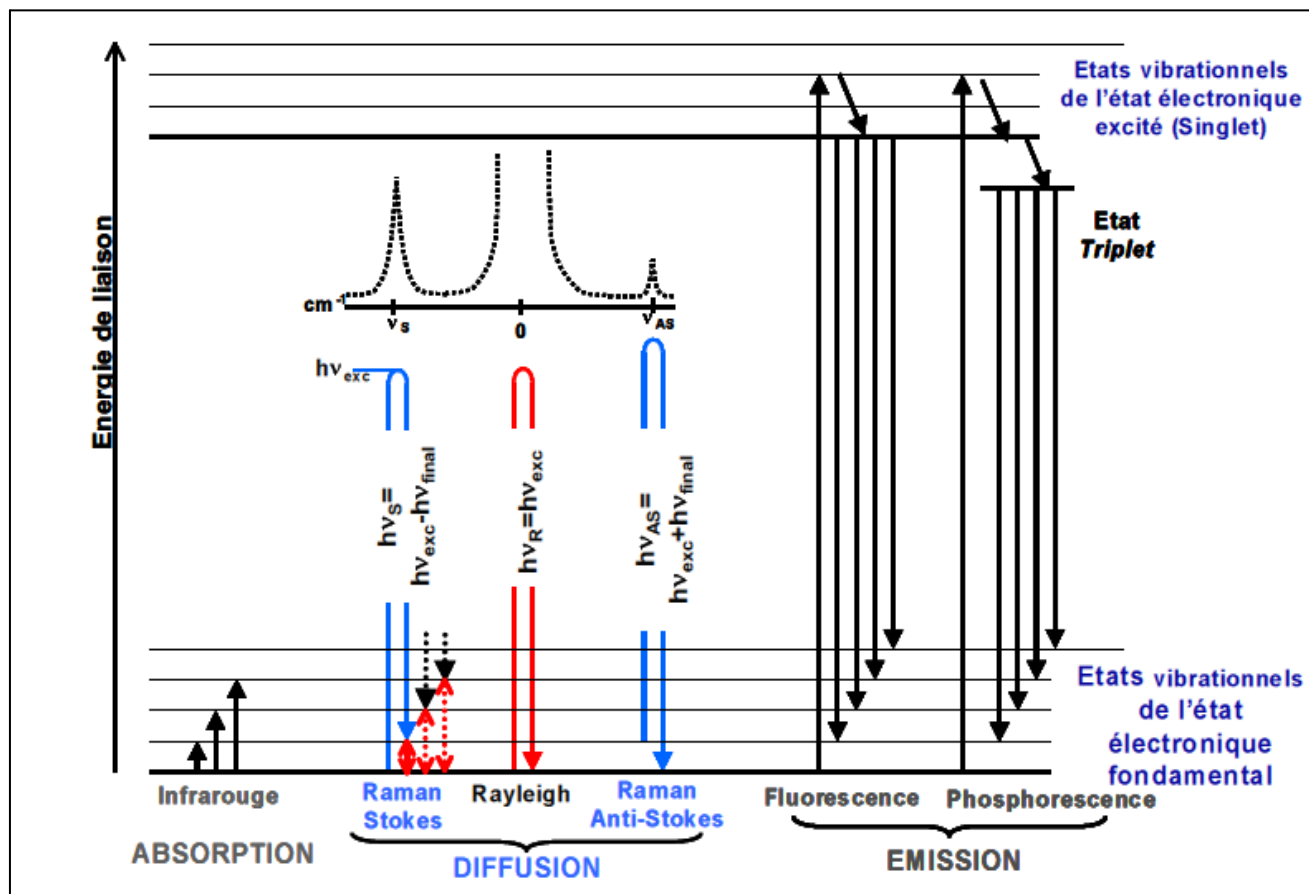 Energie de liaison
Etats vibrationnels
de l'état électronique
excité (Singlet)
Etat
Triplet
cm-1
νS
0
νAS
hνexc
hνS=
hνexc-hνfinal
hνR=hνexc
hνAS=
hνexc+hνfinal
Etats vibrationnels
de l'état
électronique
fondamental
Infrarouge
Raman
Stokes
Rayleigh
Raman
Anti-Stokes
Fluorescence
Phosphorescence
ABSORPTION
DIFFUSION
EMISSION